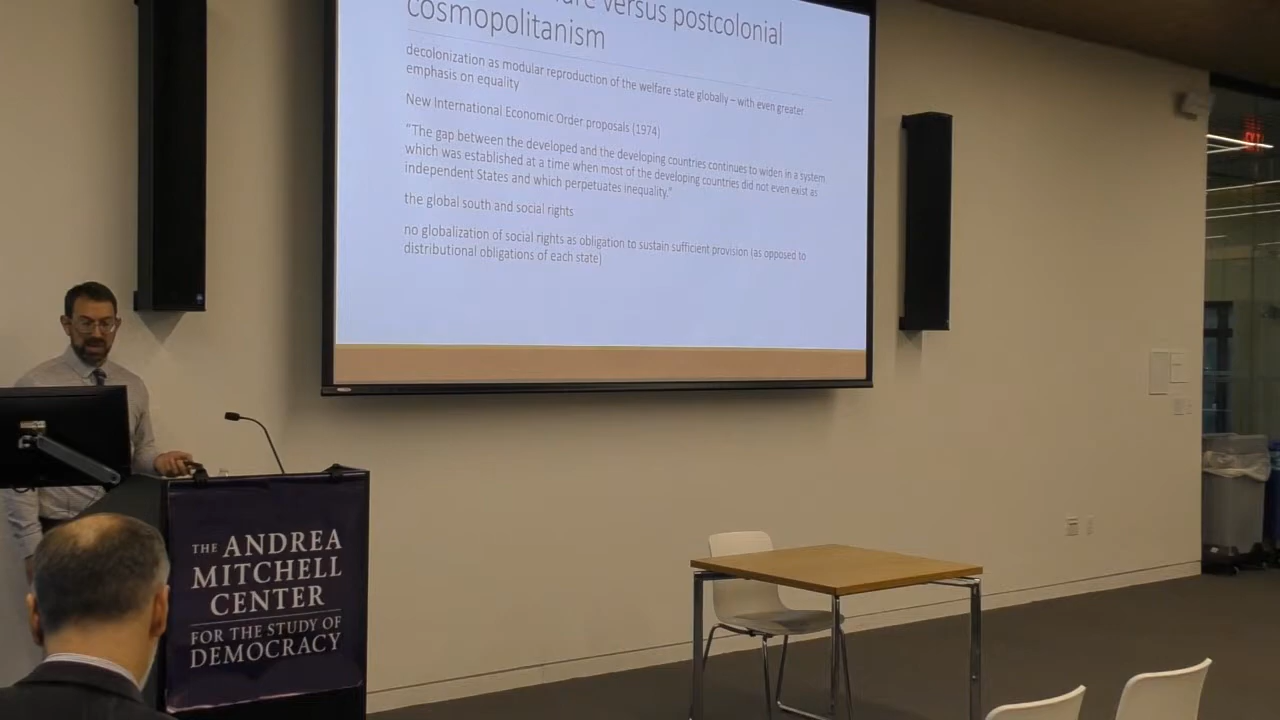 versus postcolonial
cosmopolitanism
decolonization as modular reproduction of the welfare state globally – with even greater
emphasis on equality
New International Economic Order proposals (1974)
"The gap between the developed and the developing countries continues to widen in a system
which was established at a time when most of the developing countries did not even exist as
independent States and which perpetuates inequality."
the global south and social rights
no globalization of social rights as obligation to sustain sufficient provision (as opposed to
distributional obligations of each state)
EXIT
THE ANDREA
MITCHELL
CENTER
FOR THE STUDY OF
DEMOCRACY